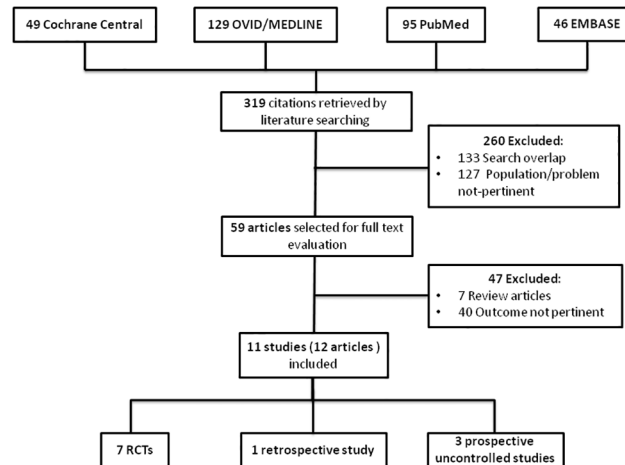 49 Cochrane Central
129 OVID/MEDLINE
95 PubMed
46 EMBASE
319 citations retrieved by
literature searching
260 Excluded:
• 133 Search overlap
• 127 Population/problem
not-pertinent
59 articles selected for full text
evaluation
47 Excluded:
• 7 Review articles
• 40 Outcome not pertinent
11 studies (12 articles )
included
7 RCTs
1 retrospective study
3 prospective
uncontrolled studies